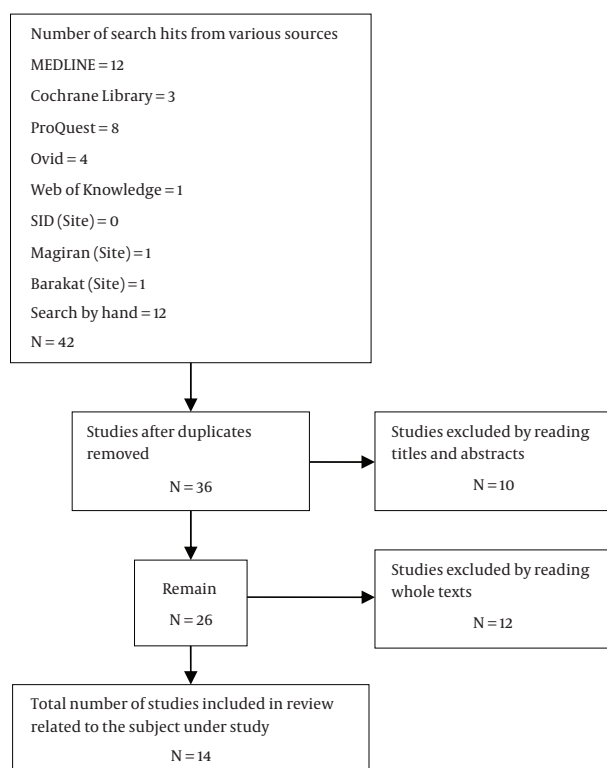 Number of search hits from various sources
MEDLINE = 12
Cochrane Library = 3
ProQuest = 8
Ovid = 4
Web of Knowledge = 1
SID (Site) = 0
Magiran (Site) = 1
Barakat (Site) = 1
Search by hand = 12
N = 42
Studies after duplicates
removed
N = 36
Studies excluded by reading
titles and abstracts
N = 10
Remain
N = 26
Studies excluded by reading
whole texts
N = 12
Total number of studies included in review
related to the subject under study
N = 14